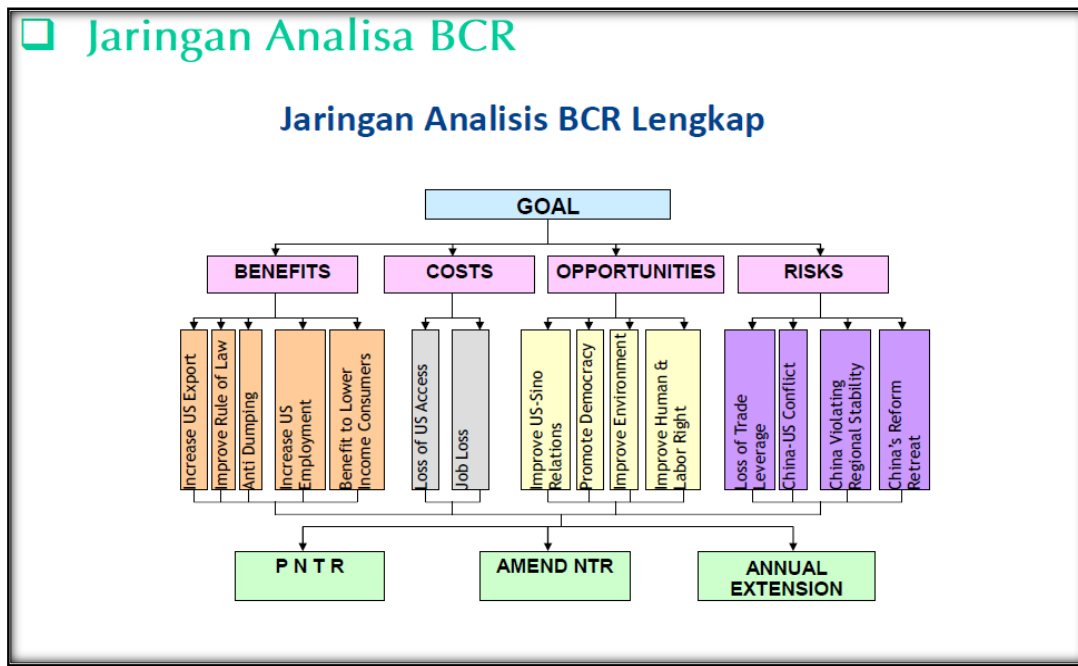 Jaringan Analisa BCR
Jaringan Analisis BCR Lengkap
GOAL
BENEFITS
COSTS
OPPORTUNITIES
RISKS
Increase US Export
Improve Rule of Law
Anti Dumping
Increase US
Employment
Benefit to Lower
Income Consumers
Loss of US Access
Job Loss
Improve US-Sino
Relations
Promote Democracy
Improve Environment
Improve Human &
Labor Right
Loss of Trade
Leverage
China-US Conflict
China Violating
Regional Stability
China's Reform
Retreat
P N T R
AMEND NTR
ANNUAL
EXTENSION